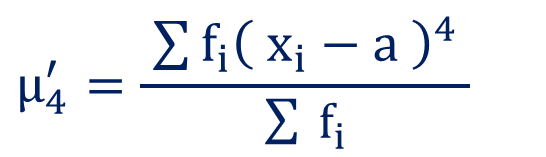 μ′₄ = ∑ fᵢ( xᵢ − a )⁴ / ∑ fᵢ